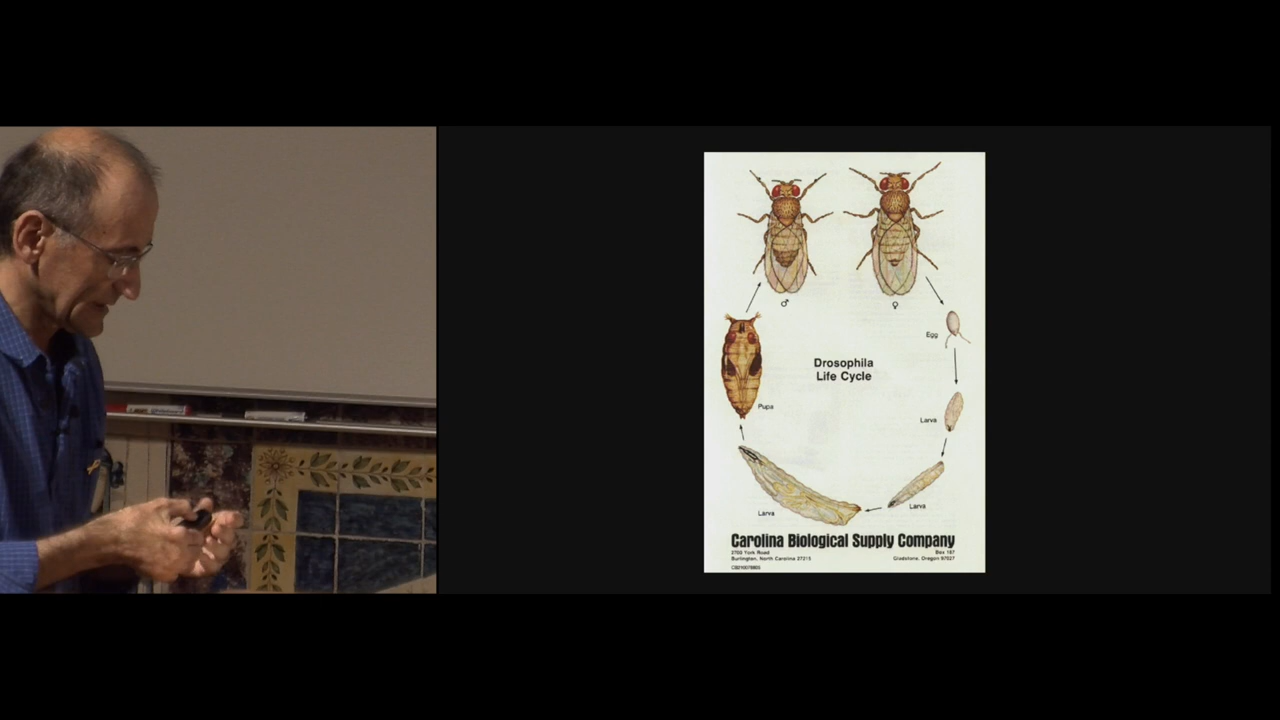 ♂
♀
Egg
Drosophila
Life Cycle
Pupa
Larva
Larva
Larva
Carolina Biological Supply Company
2700 York Road
Burlington, North Carolina 27215
Box 187
Gladstone, Oregon 97027